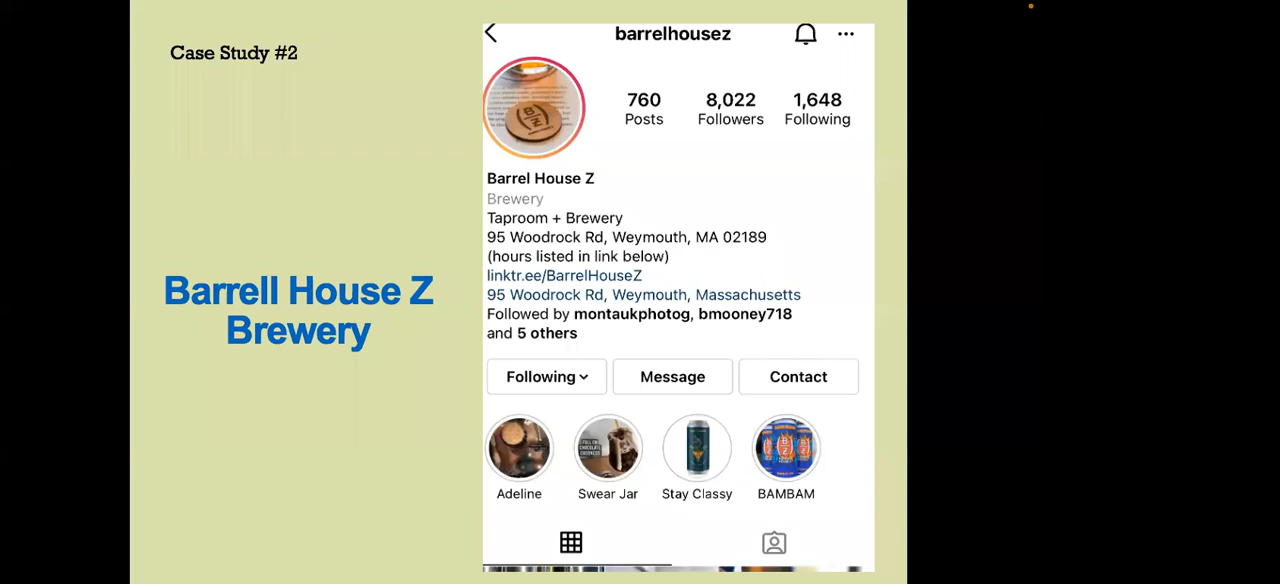 Case Study #2
Barrell House Z
Brewery
barrelhousez
760 8,022 1,648
Posts Followers Following
Barrel House Z
Brewery
Taproom + Brewery
95 Woodrock Rd, Weymouth, MA 02189
(hours listed in link below)
linktr.ee/BarrelHouseZ
95 Woodrock Rd, Weymouth, Massachusetts
Followed by montaukphotog, bmooney718
and 5 others
Following Message Contact
Adeline Swear Jar Stay Classy BAMBAM